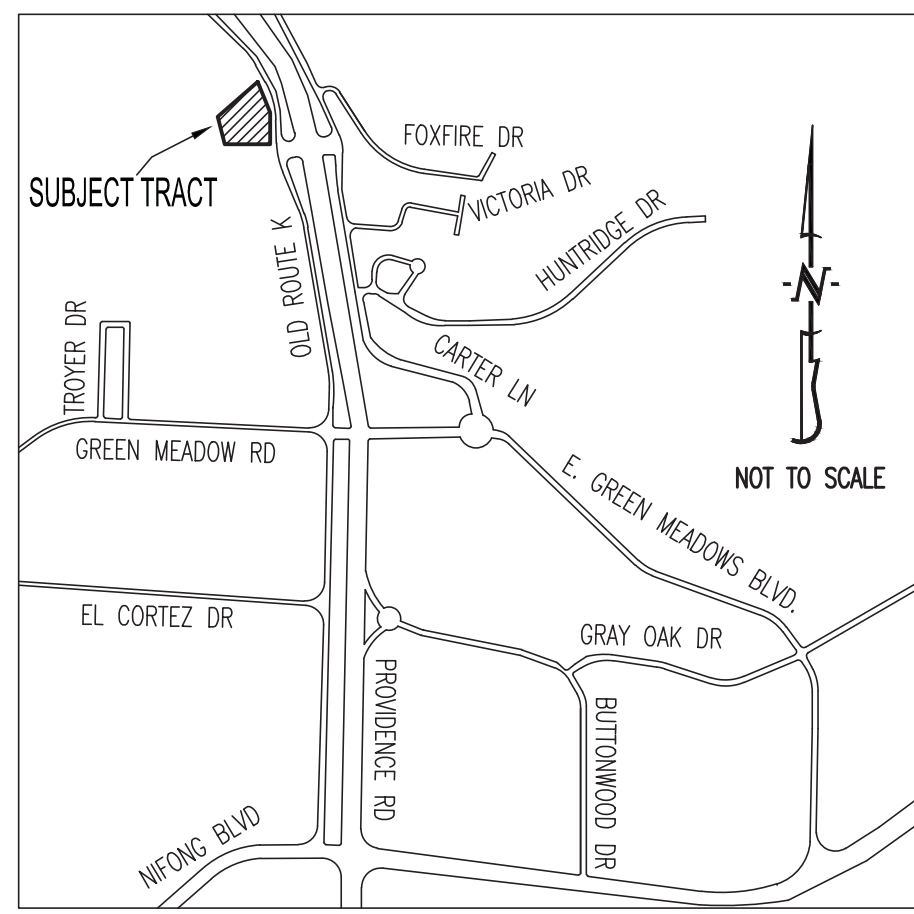 FOXFIRE DR
SUBJECT TRACT
VICTORIA DR
HUNTRIDGE DR
OLD ROUTE K
N
TROYER DR
CARTER LN
GREEN MEADOW RD
NOT TO SCALE
E. GREEN MEADOWS BLVD.
EL CORTEZ DR
GRAY OAK DR
PROVIDENCE RD
BUTTONWOOD DR
NIFONG BLVD